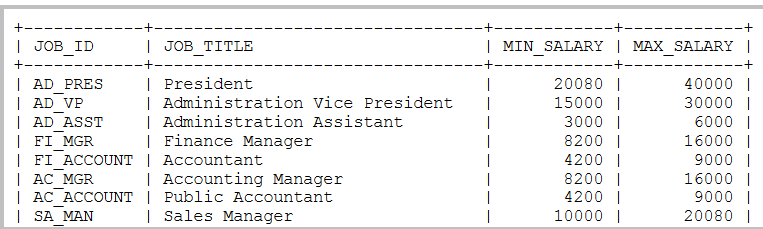 +------------+---------------------------------+------------+------------+
| JOB_ID     | JOB_TITLE                       | MIN_SALARY | MAX_SALARY |
+------------+---------------------------------+------------+------------+
| AD_PRES    | President                       |      20080 |      40000 |
| AD_VP      | Administration Vice President   |      15000 |      30000 |
| AD_ASST    | Administration Assistant        |       3000 |       6000 |
| FI_MGR     | Finance Manager                 |       8200 |      16000 |
| FI_ACCOUNT | Accountant                      |       4200 |       9000 |
| AC_MGR     | Accounting Manager              |       8200 |      16000 |
| AC_ACCOUNT | Public Accountant               |       4200 |       9000 |
| SA_MAN     | Sales Manager                   |      10000 |      20080 |